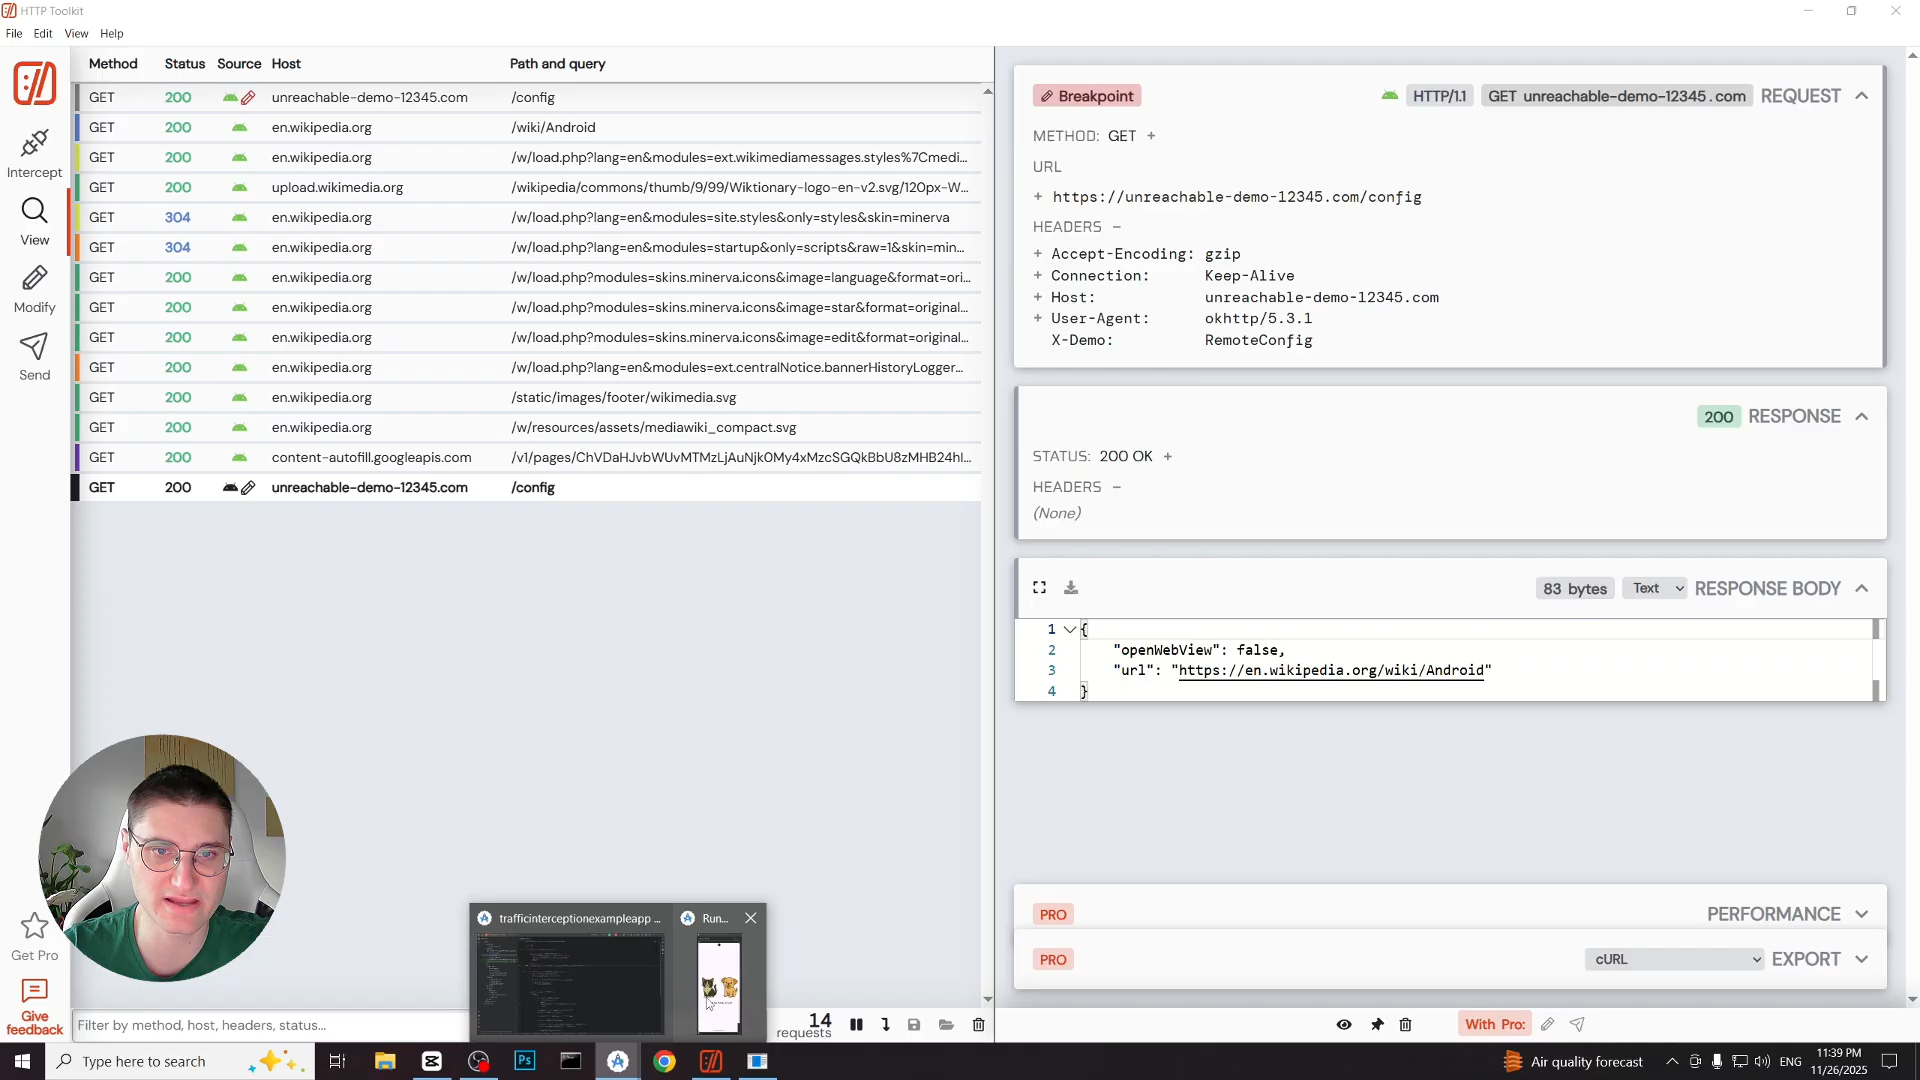 HTTP Toolkit
File Edit View Help
Intercept
View
Modify
Send
Get Pro
Give
feedback
Method Status Source Host Path and query
GET 200 unreachable-demo-12345.com /config
GET 200 en.wikipedia.org /wiki/Android
GET 200 en.wikipedia.org /w/load.php?lang=en&modules=ext.wikimediamessages.styles%7Cmedi...
GET 200 upload.wikimedia.org /wikipedia/commons/thumb/9/99/Wiktionary-logo-en-v2.svg/120px-W...
GET 304 en.wikipedia.org /w/load.php?lang=en&modules=site.styles&only=styles&skin=minerva
GET 304 en.wikipedia.org /w/load.php?lang=en&modules=startup&only=scripts&raw=1&skin=min...
GET 200 en.wikipedia.org /w/load.php?modules=skins.minerva.icons&image=language&format=ori...
GET 200 en.wikipedia.org /w/load.php?modules=skins.minerva.icons&image=star&format=original...
GET 200 en.wikipedia.org /w/load.php?modules=skins.minerva.icons&image=edit&format=original...
GET 200 en.wikipedia.org /w/load.php?lang=en&modules=ext.centralNotice.bannerHistoryLogger...
GET 200 en.wikipedia.org /static/images/footer/wikimedia.svg
GET 200 en.wikipedia.org /w/resources/assets/mediawiki_compact.svg
GET 200 content-autofill.googleapis.com /v1/pages/ChVDaHJvbWUvMTMzLjAuNjk0My4xMzcSGQkBbU8zMHB24hI...
GET 200 unreachable-demo-12345.com /config
Filter by method, host, headers, status...
14
requests
Breakpoint HTTP/1.1 GET unreachable-demo-12345.com REQUEST
METHOD: GET +
URL
+ https://unreachable-demo-12345.com/config
HEADERS −
+ Accept-Encoding: gzip
+ Connection: Keep-Alive
+ Host: unreachable-demo-12345.com
+ User-Agent: okhttp/5.3.1
X-Demo: RemoteConfig
200 RESPONSE
STATUS: 200 OK +
HEADERS −
(None)
83 bytes Text RESPONSE BODY
1 {
2 "openWebView": false,
3 "url": "https://en.wikipedia.org/wiki/Android"
4 }
PRO PERFORMANCE
PRO cURL EXPORT
With Pro:
trafficinterceptionexampleapp ... Run...
Type here to search
Ps
Air quality forecast
ENG
11:39 PM
11/26/2025